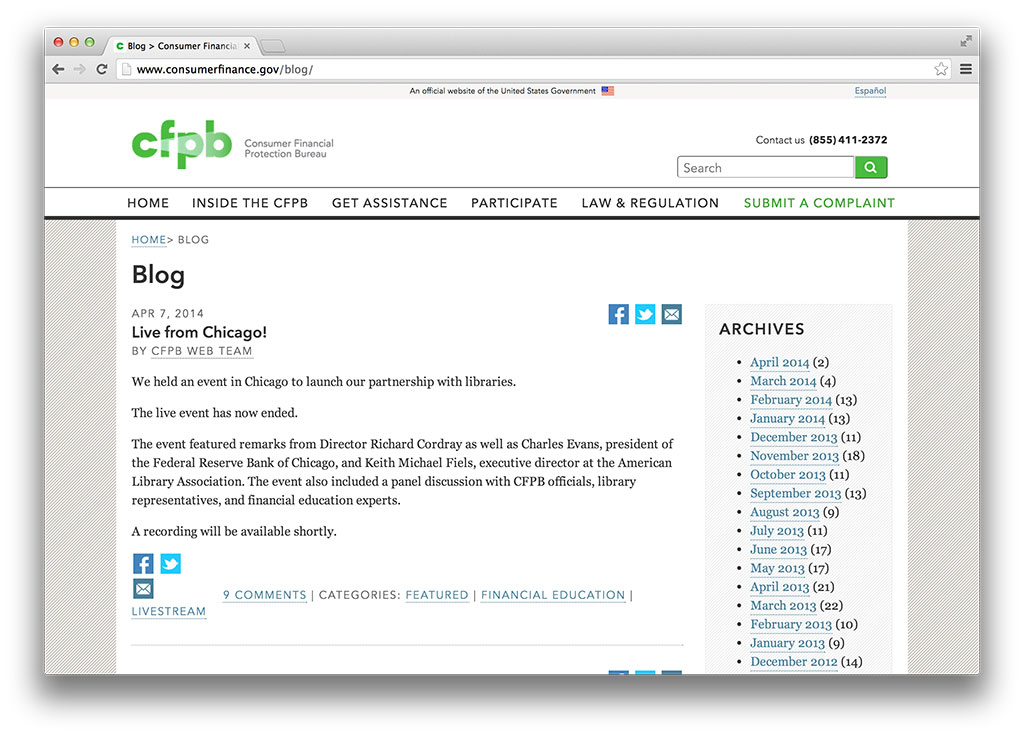 Blog > Consumer Financia
www.consumerfinance.gov/blog/
An official website of the United States Government
Español
cfpb
Consumer Financial
Protection Bureau
Contact us (855) 411-2372
Search
HOME
INSIDE THE CFPB
GET ASSISTANCE
PARTICIPATE
LAW & REGULATION
SUBMIT A COMPLAINT
HOME> BLOG
Blog
APR 7, 2014
Live from Chicago!
BY CFPB WEB TEAM
We held an event in Chicago to launch our partnership with libraries.
The live event has now ended.
The event featured remarks from Director Richard Cordray as well as Charles Evans, president of
the Federal Reserve Bank of Chicago, and Keith Michael Fiels, executive director at the American
Library Association. The event also included a panel discussion with CFPB officials, library
representatives, and financial education experts.
A recording will be available shortly.
9 COMMENTS | CATEGORIES: FEATURED | FINANCIAL EDUCATION |
LIVESTREAM
ARCHIVES
April 2014 (2)
March 2014 (4)
February 2014 (13)
January 2014 (13)
December 2013 (11)
November 2013 (18)
October 2013 (11)
September 2013 (13)
August 2013 (9)
July 2013 (11)
June 2013 (17)
May 2013 (17)
April 2013 (21)
March 2013 (22)
February 2013 (10)
January 2013 (9)
December 2012 (14)